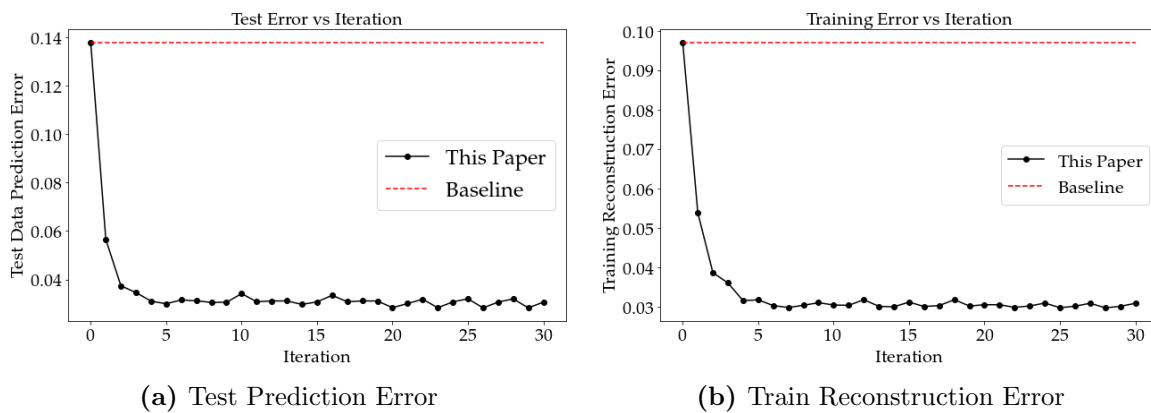 Test Error vs Iteration
0.14
0.12
0.10
0.08
0.06
0.04
Test Data Prediction Error
This Paper
Baseline
0
5
10
15
20
25
30
Iteration
(a) Test Prediction Error
Training Error vs Iteration
0.10
0.09
0.08
0.07
0.06
0.05
0.04
0.03
Training Reconstruction Error
This Paper
Baseline
0
5
10
15
20
25
30
Iteration
(b) Train Reconstruction Error